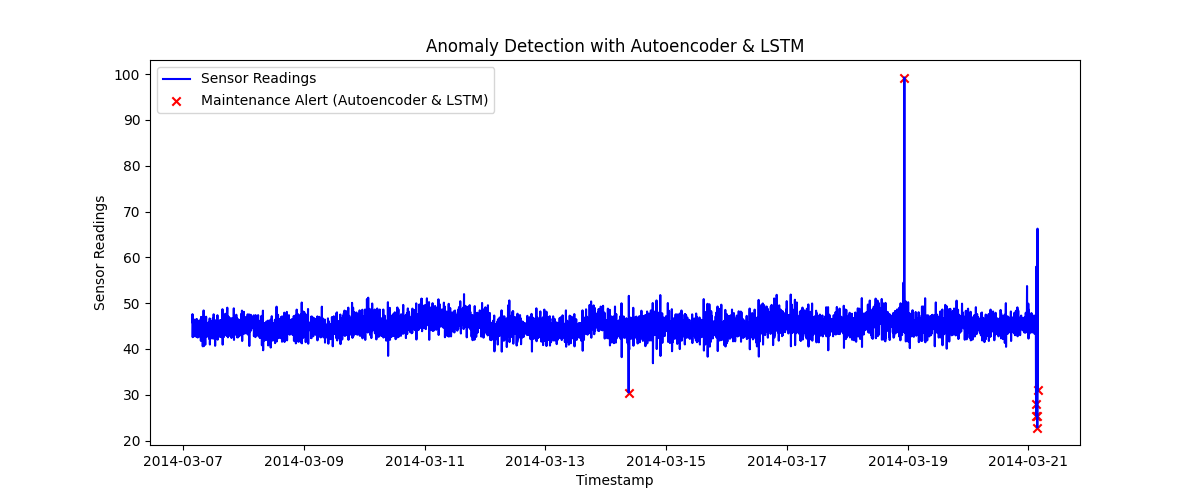 Anomaly Detection with Autoencoder & LSTM
Sensor Readings
Maintenance Alert (Autoencoder & LSTM)
Sensor Readings
100
90
80
70
60
50
40
30
20
2014-03-07 2014-03-09 2014-03-11 2014-03-13 2014-03-15 2014-03-17 2014-03-19 2014-03-21
Timestamp